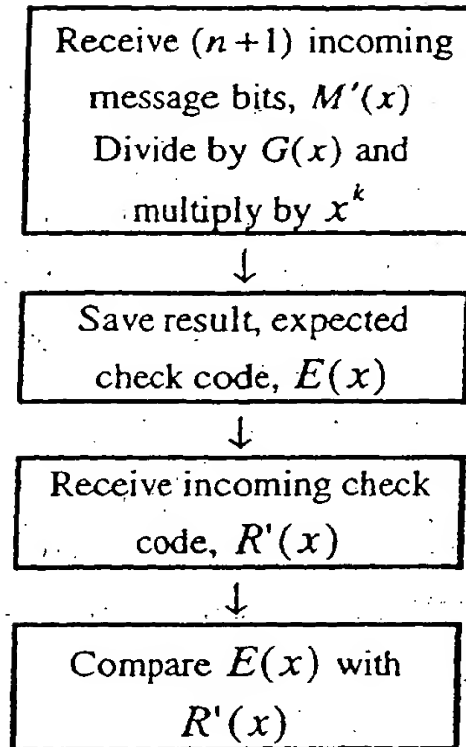 Receive (n+1) incoming
message bits, M'(x)
Divide by G(x) and
multiply by x^k
↓
Save result, expected
check code, E(x)
↓
Receive incoming check
code, R'(x)
↓
Compare E(x) with
R'(x)